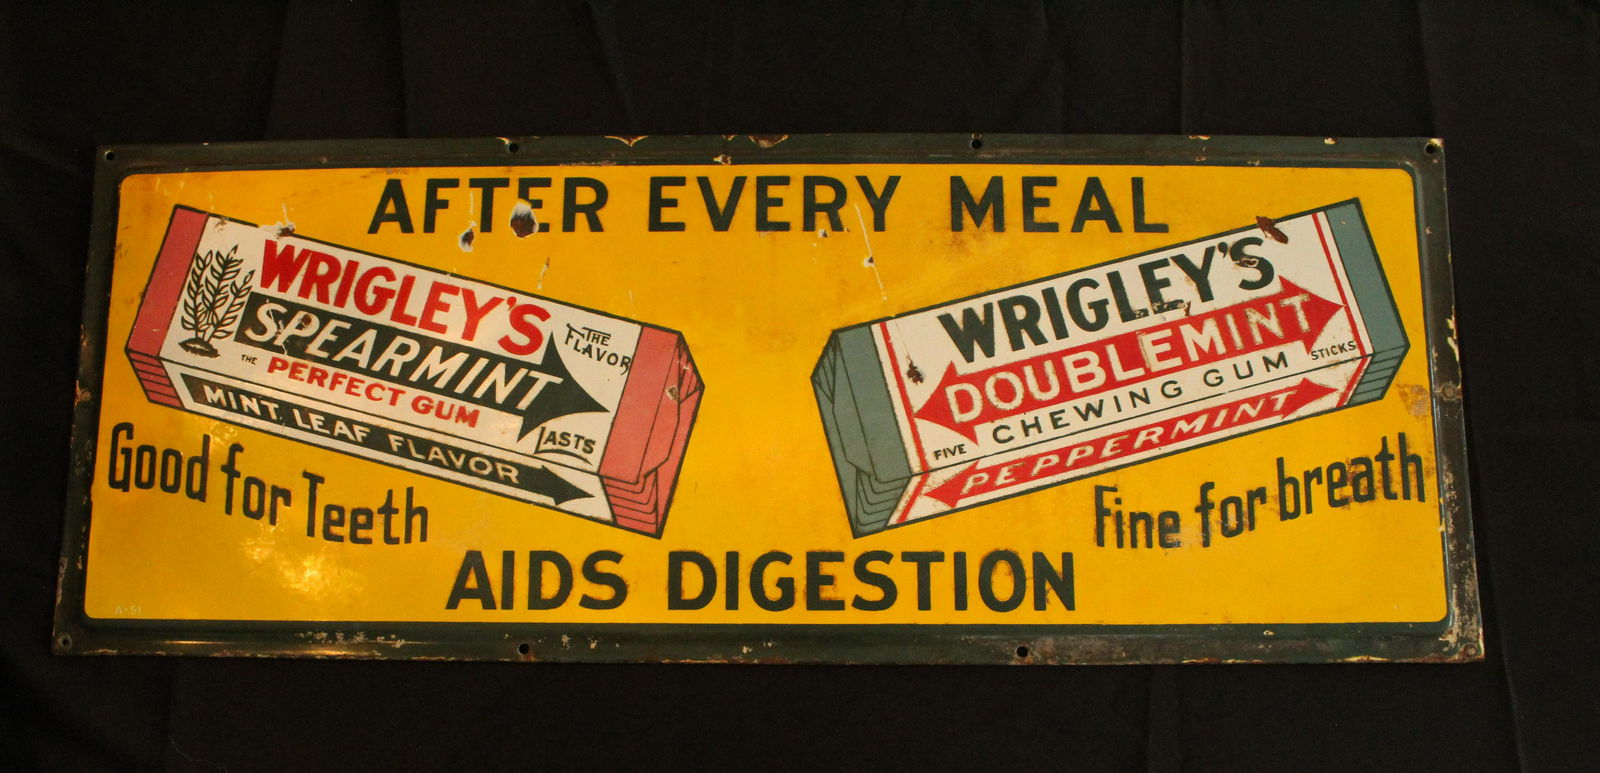 AFTER EVERY MEAL
WRIGLEY'S
SPEARMINT
THE PERFECT GUM
THE
FLAVOR
LASTS
MINT LEAF FLAVOR
WRIGLEY'S
DOUBLEMINT
CHEWING GUM
FIVE
STICKS
PEPPERMINT
Good for Teeth
Fine for breath
AIDS DIGESTION
A-51